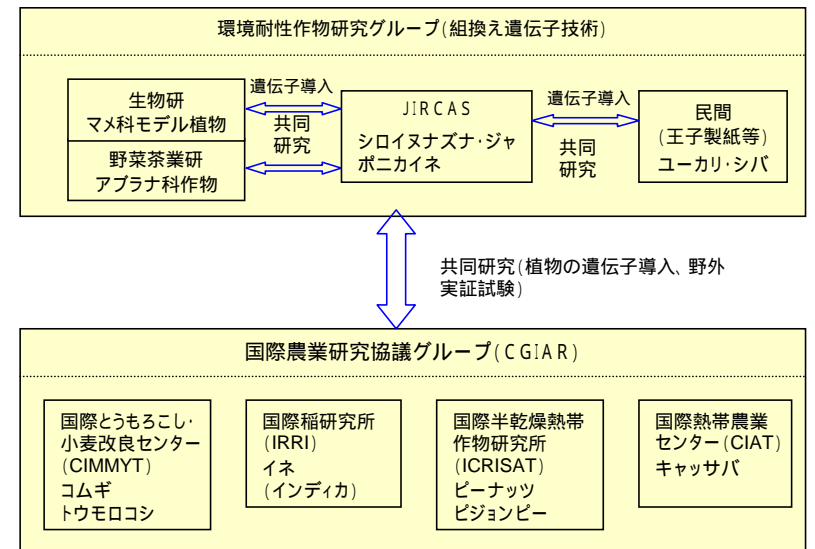 環境耐性作物研究グループ(組換え遺伝子技術)
生物研
マメ科モデル植物
野菜茶業研
アブラナ科作物
遺伝子導入
共同
研究
JIRCAS
シロイヌナズナ・ジャ
ポニカイネ
遺伝子導入
共同
研究
民間
(王子製紙等)
ユーカリ・シバ
共同研究(植物の遺伝子導入、野外
実証試験)
国際農業研究協議グループ(CGIAR)
国際とうもろこし・
小麦改良センター
(CIMMYT)
コムギ
トウモロコシ
国際稲研究所
(IRRI)
イネ
(インディカ)
国際半乾燥熱帯
作物研究所
(ICRISAT)
ピーナッツ
ピジョンピー
国際熱帯農業
センター(CIAT)
キャッサバ